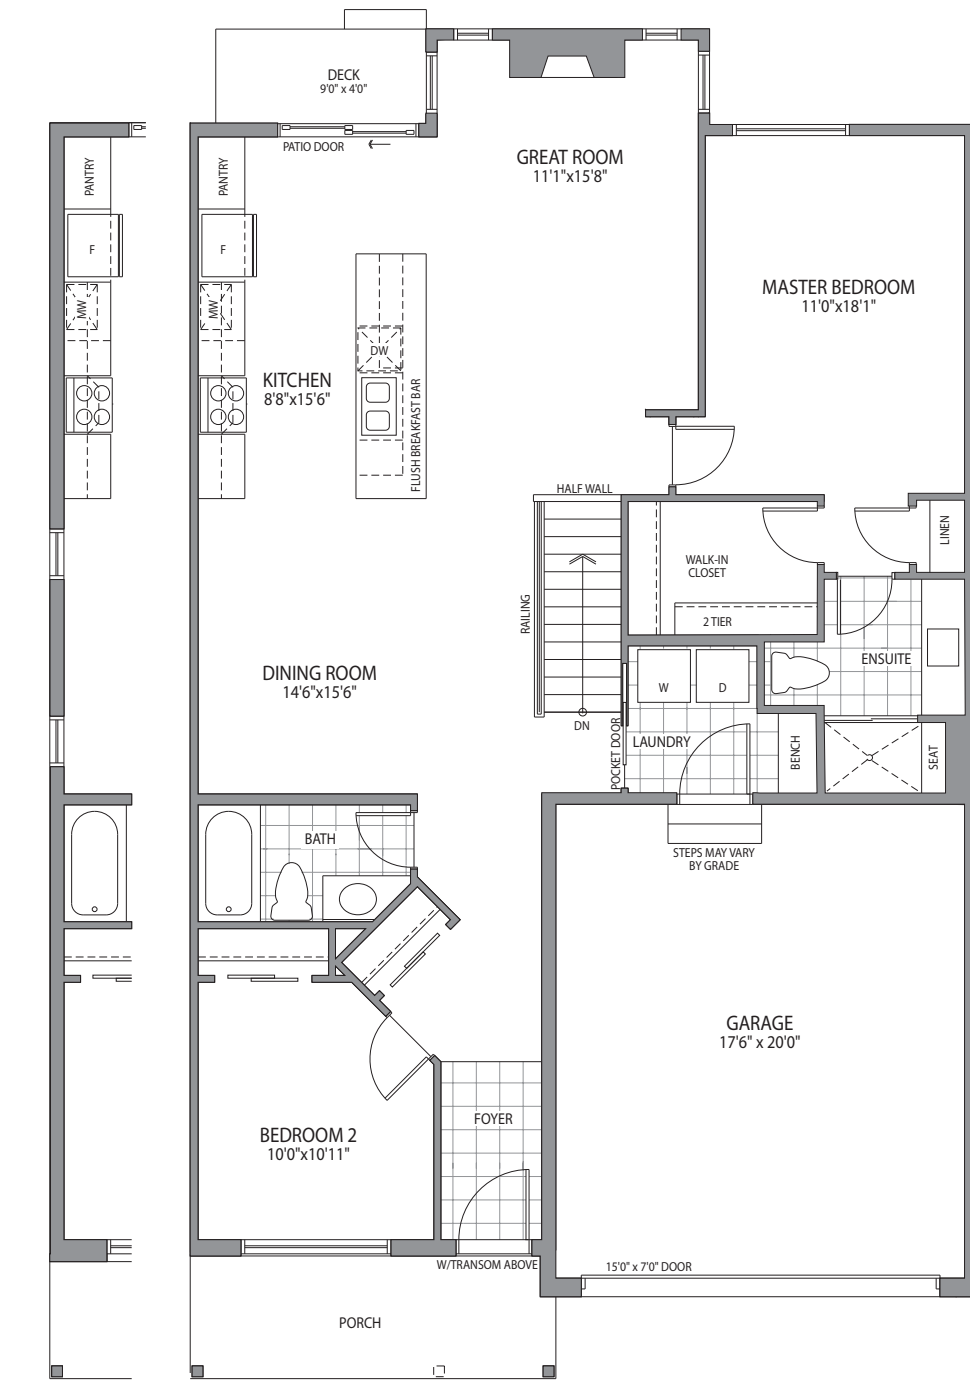 DECK
9'0" x 4'0"
PATIO DOOR
GREAT ROOM
11'1"x15'8"
PANTRY
PANTRY
F
F
MASTER BEDROOM
11'0"x18'1"
MW
MW
DW
KITCHEN
8'8"x15'6"
FLUSH BREAKFAST BAR
HALF WALL
LINEN
WALK-IN
CLOSET
RAILING
2 TIER
ENSUITE
DINING ROOM
14'6"x15'6"
W
D
DN
POCKET DOOR
LAUNDRY
BENCH
SEAT
BATH
STEPS MAY VARY
BY GRADE
GARAGE
17'6" x 20'0"
FOYER
BEDROOM 2
10'0"x10'11"
W/TRANSOM ABOVE
15'0" x 7'0" DOOR
PORCH